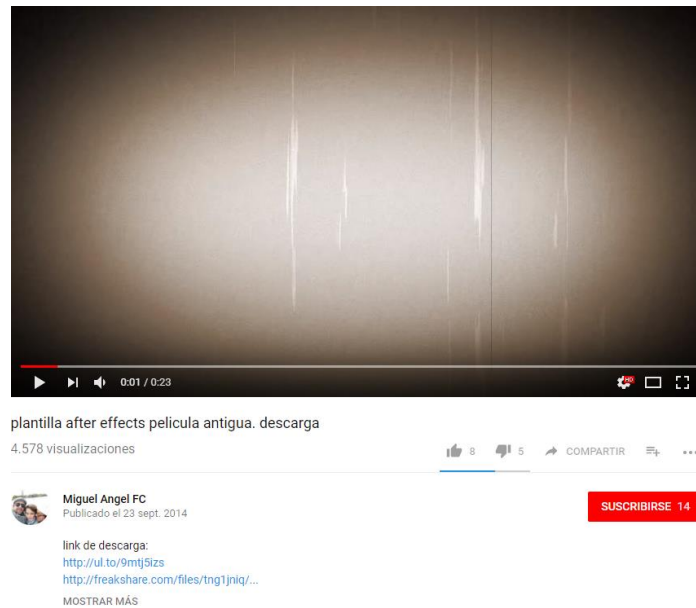 0:01 / 0:23
HD
plantilla after effects pelicula antigua. descarga
4.578 visualizaciones
8
5
COMPARTIR
Miguel Angel FC
Publicado el 23 sept. 2014
SUSCRIBIRSE 14
link de descarga:
http://ul.to/9mtj5izs
http://freakshare.com/files/tng1jniq/...
MOSTRAR MÁS